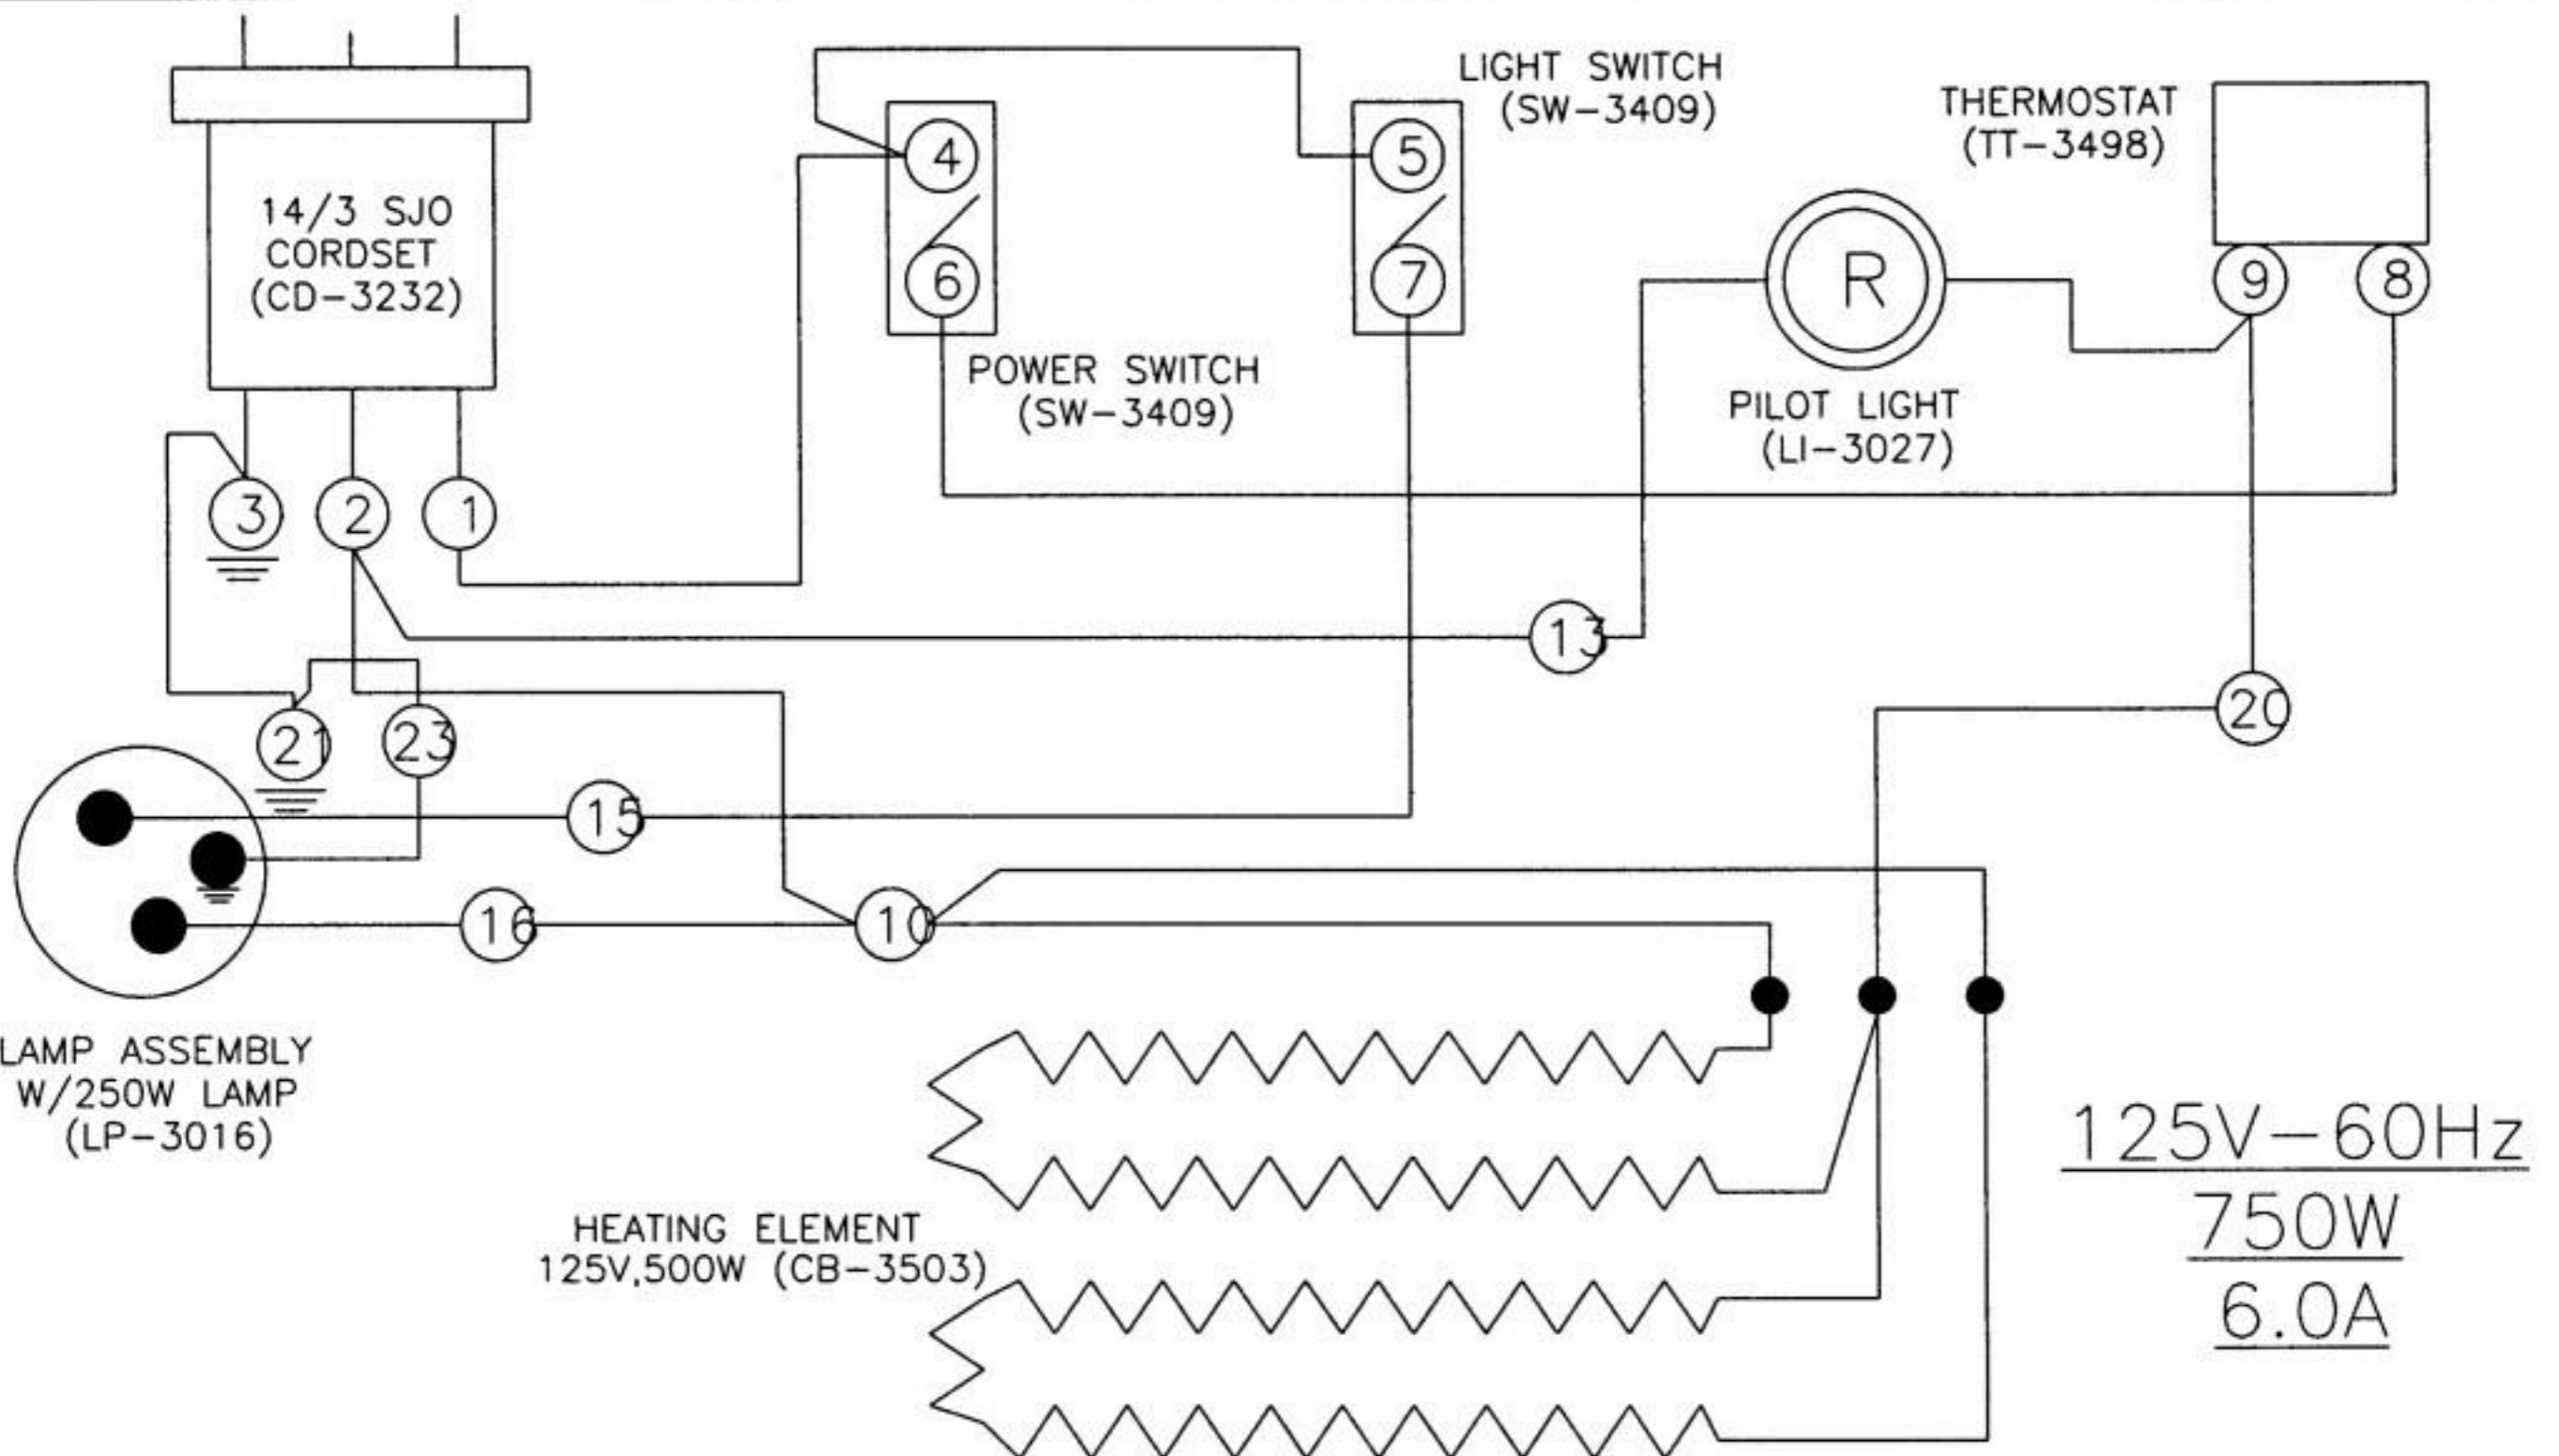 14/3 SJO
CORDSET
(CD-3232)
3
2
1
4
6
POWER SWITCH
(SW-3409)
LIGHT SWITCH
(SW-3409)
5
7
THERMOSTAT
(TT-3498)
9
8
R
PILOT LIGHT
(LI-3027)
13
20
21
23
15
16
10
LAMP ASSEMBLY
W/250W LAMP
(LP-3016)
HEATING ELEMENT
125V,500W (CB-3503)
125V-60Hz
750W
6.0A